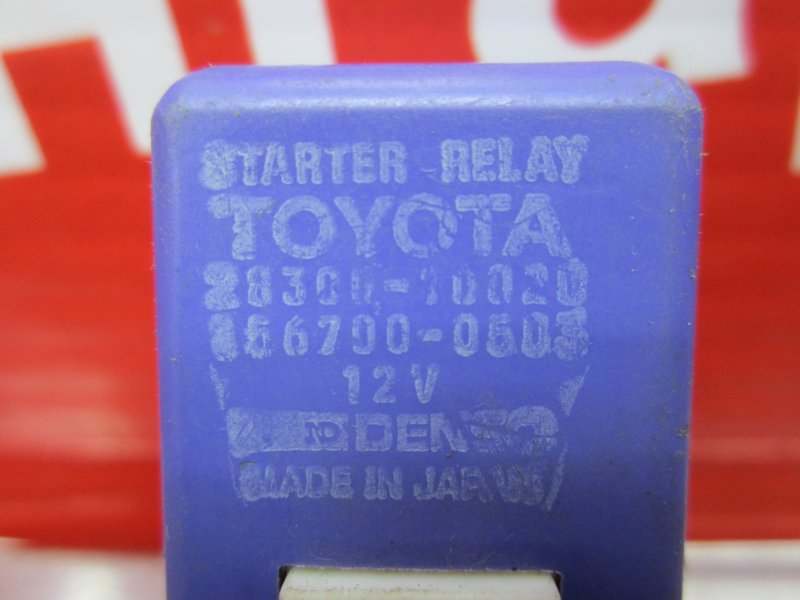 STARTER RELAY
TOYOTA
28300-10020
156700-0503
12V
DENSO
MADE IN JAPAN